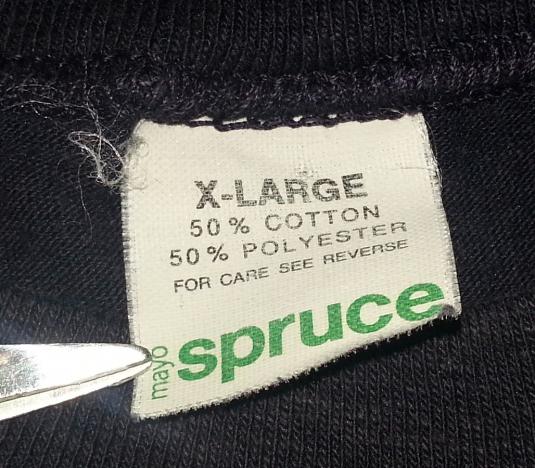 X-LARGE
50% COTTON
50% POLYESTER
FOR CARE SEE REVERSE
mayo spruce